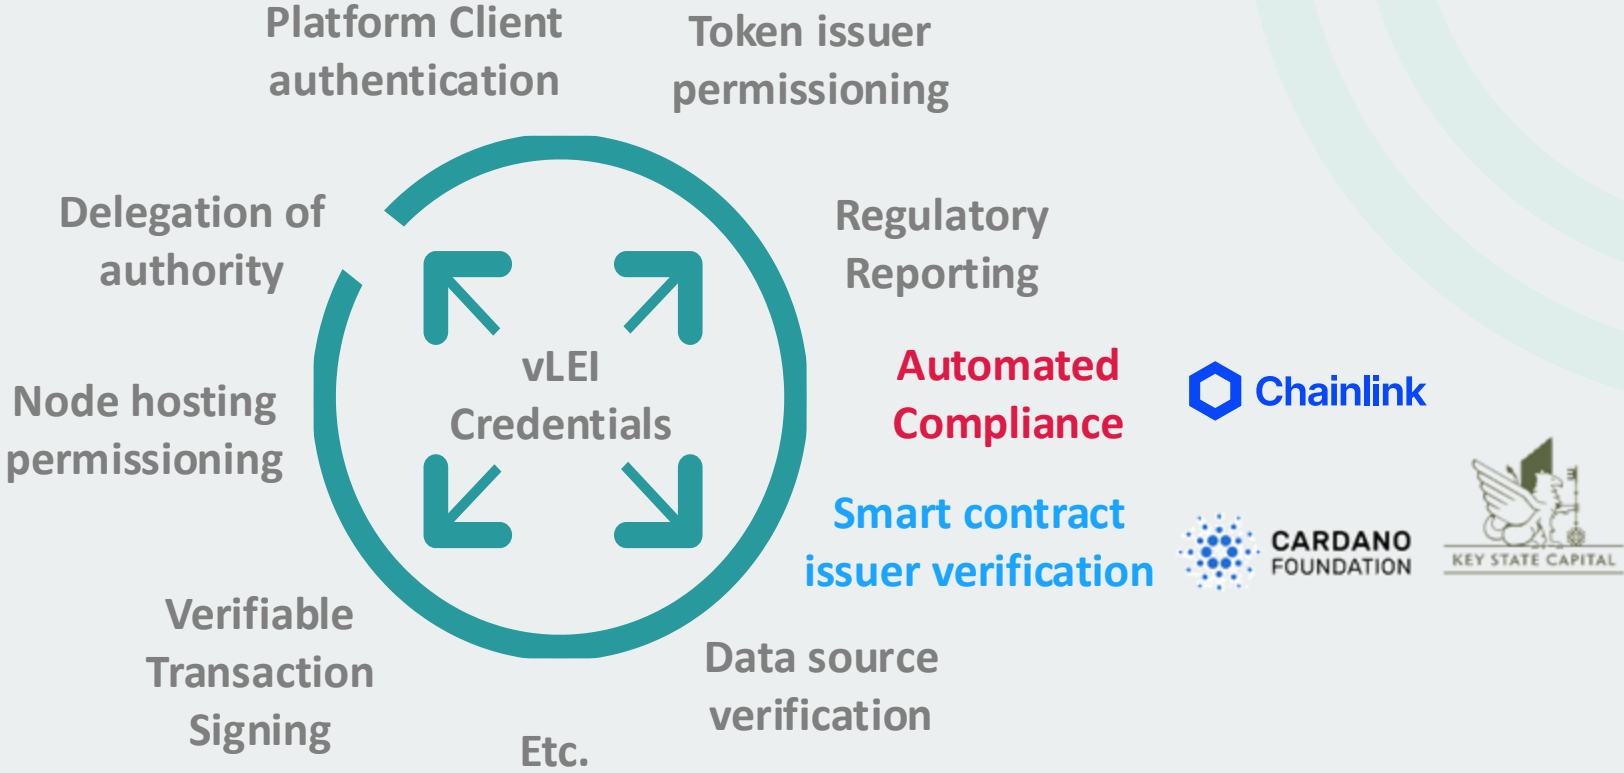 Platform Client
authentication
Token issuer
permissioning
Delegation of
authority
Regulatory
Reporting
vLEI
Credentials
Automated
Compliance
Chainlink
Node hosting
permissioning
Smart contract
issuer verification
CARDANO
FOUNDATION
KEY STATE CAPITAL
Verifiable
Transaction
Signing
Data source
verification
Etc.